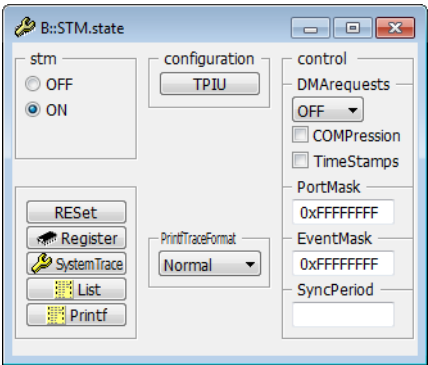 B::STM.state
stm
OFF
ON
RESet
Register
SystemTrace
List
Printf
configuration
TPIU
PrintfTraceFormat
Normal
control
DMArequests
OFF
COMPression
TimeStamps
PortMask
0xFFFFFFFF
EventMask
0xFFFFFFFF
SyncPeriod